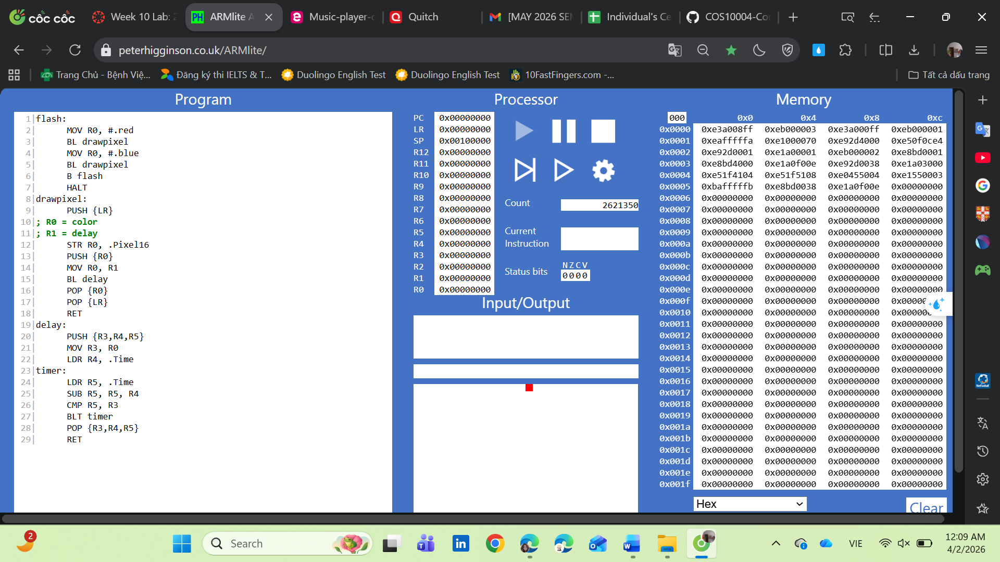 cốc cốc
Week 10 Lab: 2
ARMlite A
Music-player-c
Quitch
[MAY 2026 SEM
Individual's Ce
COS10004-Cor
peterhigginson.co.uk/ARMlite/
Trang Chủ - Bệnh Việ...
Đăng ký thi IELTS & T...
Duolingo English Test
Duolingo English Test
10FastFingers.com -...
Tất cả dấu trang
Program
1|flash:
2| MOV R0, #.red
3| BL drawpixel
4| MOV R0, #.blue
5| BL drawpixel
6| B flash
7| HALT
8|drawpixel:
9| PUSH {LR}
10|; R0 = color
11|; R1 = delay
12| STR R0, .Pixel16
13| PUSH {R0}
14| MOV R0, R1
15| BL delay
16| POP {R0}
17| POP {LR}
18| RET
19|delay:
20| PUSH {R3,R4,R5}
21| MOV R3, R0
22| LDR R4, .Time
23|timer:
24| LDR R5, .Time
25| SUB R5, R5, R4
26| CMP R5, R3
27| BLT timer
28| POP {R3,R4,R5}
29| RET
Processor
PC 0x00000000
LR 0x00000000
SP 0x00100000
R12 0x00000000
R11 0x00000000
R10 0x00000000
R9 0x00000000
R8 0x00000000
R7 0x00000000
R6 0x00000000
R5 0x00000000
R4 0x00000000
R3 0x00000000
R2 0x00000000
R1 0x00000000
R0 0x00000000
Count 2621350
Current
Instruction
NZCV
Status bits 0000
Input/Output
Memory
000 0x0 0x4 0x8 0xc
0x0000 0xe3a008ff 0xeb000003 0xe3a000ff 0xeb000001
0x0001 0xeafffffa 0xe1000070 0xe92d4000 0xe50f0ce4
0x0002 0xe92d0001 0xe1a00001 0xeb000002 0xe8bd0001
0x0003 0xe8bd4000 0xe1a0f00e 0xe92d0038 0xe1a03000
0x0004 0xe51f4104 0xe51f5108 0xe0455004 0xe1550003
0x0005 0xbafffffb 0xe8bd0038 0xe1a0f00e 0x00000000
0x0006 0x00000000 0x00000000 0x00000000 0x00000000
0x0007 0x00000000 0x00000000 0x00000000 0x00000000
0x0008 0x00000000 0x00000000 0x00000000 0x00000000
0x0009 0x00000000 0x00000000 0x00000000 0x00000000
0x000a 0x00000000 0x00000000 0x00000000 0x00000000
0x000b 0x00000000 0x00000000 0x00000000 0x00000000
0x000c 0x00000000 0x00000000 0x00000000 0x00000000
0x000d 0x00000000 0x00000000 0x00000000 0x00000000
0x000e 0x00000000 0x00000000 0x00000000 0x00000000
0x000f 0x00000000 0x00000000 0x00000000 0x0000
0x0010 0x00000000 0x00000000 0x00000000 0x00000
0x0011 0x00000000 0x00000000 0x00000000 0x00000000
0x0012 0x00000000 0x00000000 0x00000000 0x00000000
0x0013 0x00000000 0x00000000 0x00000000 0x00000000
0x0014 0x00000000 0x00000000 0x00000000 0x00000000
0x0015 0x00000000 0x00000000 0x00000000 0x00000000
0x0016 0x00000000 0x00000000 0x00000000 0x00000000
0x0017 0x00000000 0x00000000 0x00000000 0x00000000
0x0018 0x00000000 0x00000000 0x00000000 0x00000000
0x0019 0x00000000 0x00000000 0x00000000 0x00000000
0x001a 0x00000000 0x00000000 0x00000000 0x00000000
0x001b 0x00000000 0x00000000 0x00000000 0x00000000
0x001c 0x00000000 0x00000000 0x00000000 0x00000000
0x001d 0x00000000 0x00000000 0x00000000 0x00000000
0x001e 0x00000000 0x00000000 0x00000000 0x00000000
0x001f 0x00000000 0x00000000 0x00000000 0x00000000
Hex
Clear
2
Search
VIE
12:09 AM
4/2/2026